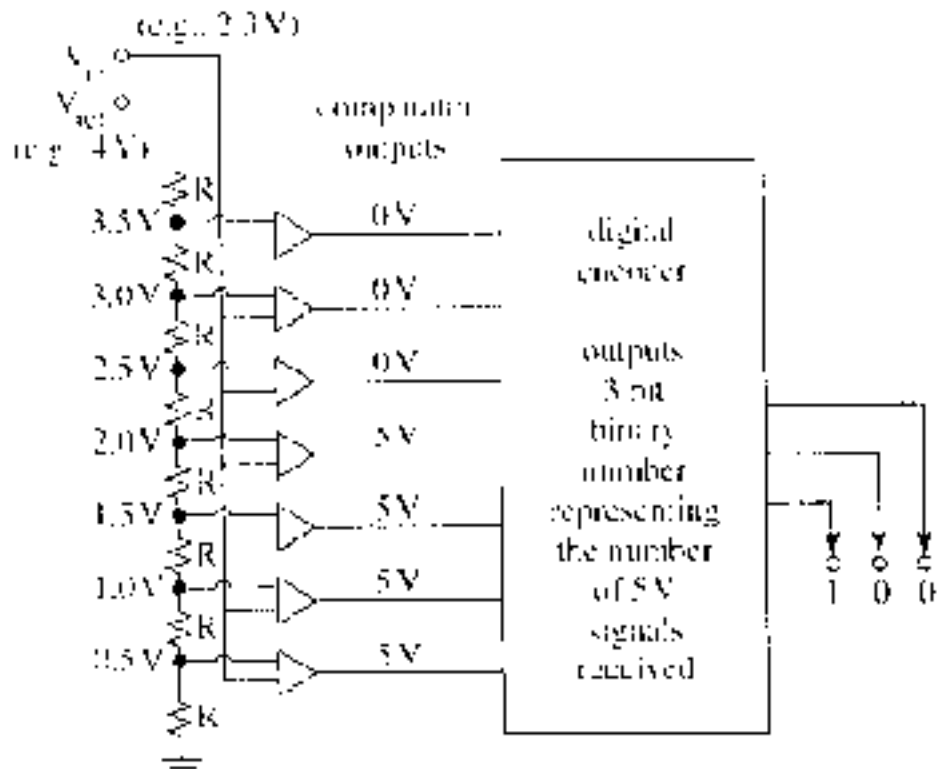 (e.g., 2.3V)
V
V
(e.g. 4V)
comparator
outputs
R
3.5V
0V
digital
encoder
R
3.0V
0V
R
2.5V
0V
outputs
3 bit
binary
number
representing
the number
of 5V
signals
received
R
2.0V
5V
R
1.5V
5V
R
1.0V
5V
R
0.5V
5V
R
1 0 0